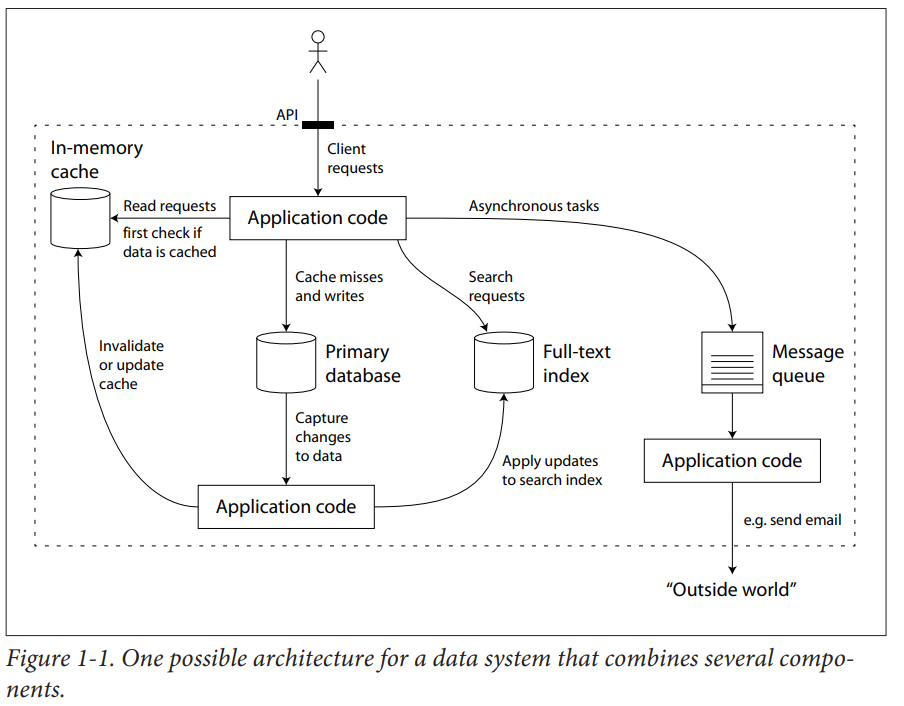 API
Client
requests
In-memory
cache
Read requests
first check if
data is cached
Application code
Asynchronous tasks
Cache misses
and writes
Search
requests
Invalidate
or update
cache
Primary
database
Full-text
index
Message
queue
Capture
changes
to data
Apply updates
to search index
Application code
Application code
e.g. send email
“Outside world”
Figure 1-1. One possible architecture for a data system that combines several compo-
nents.